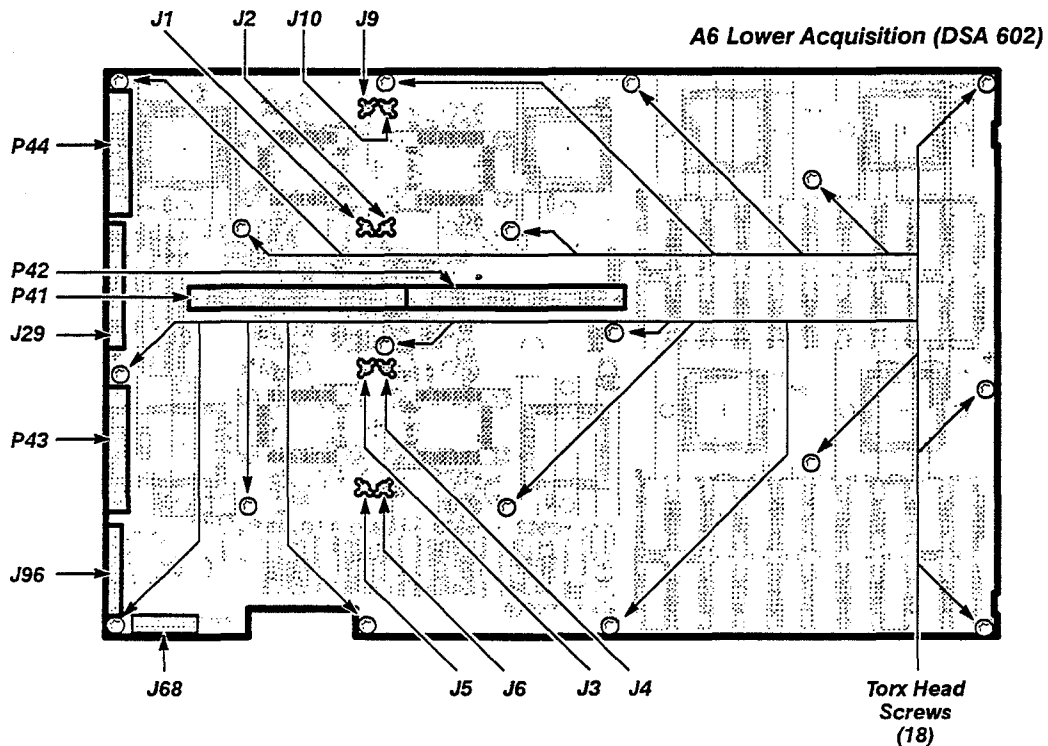 J1
J2
J10
J9
A6 Lower Acquisition (DSA 602)
P44
P42
P41
J29
P43
J96
J68
J5
J6
J3
J4
Torx Head
Screws
(18)